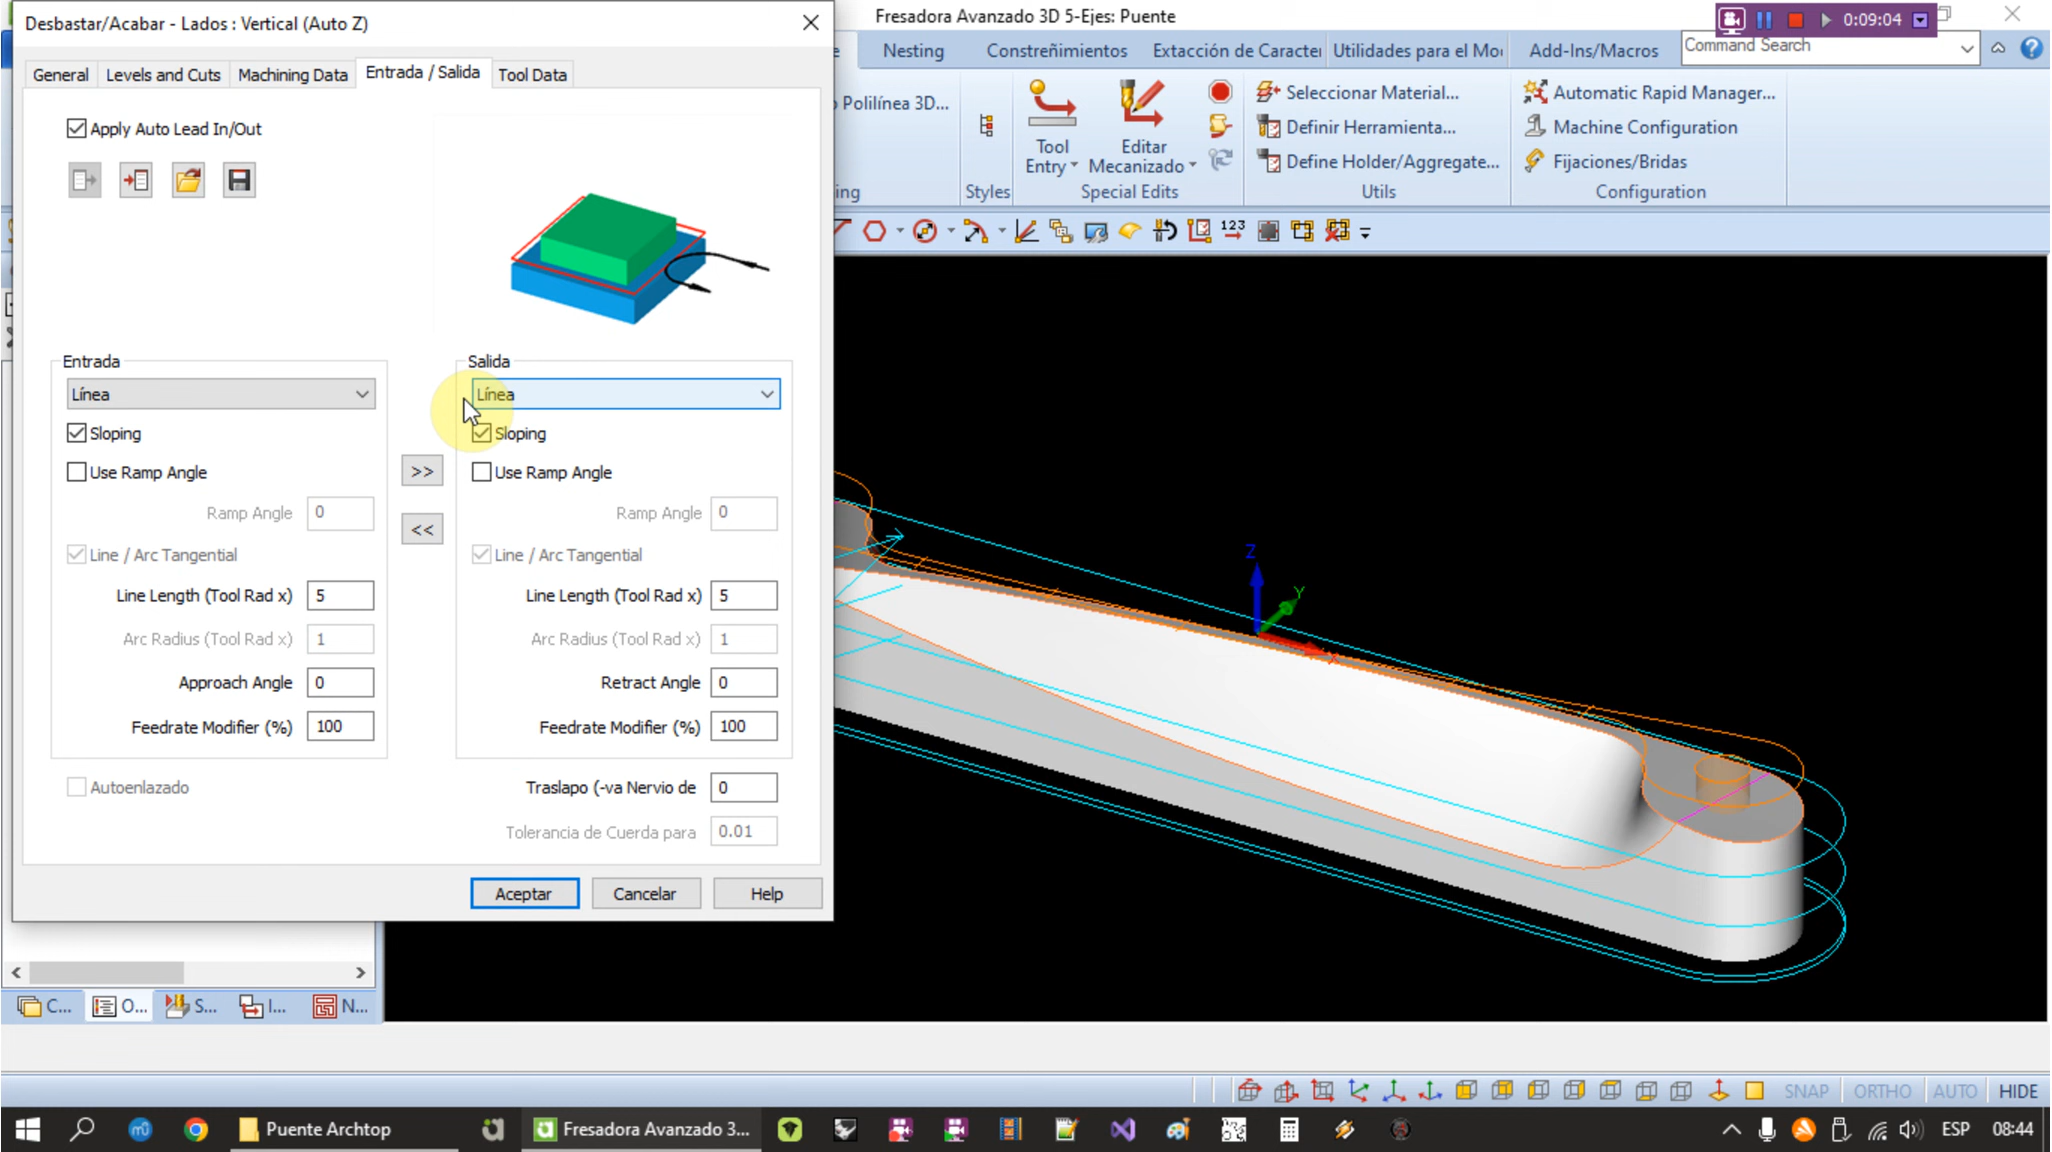 Desbastar/Acabar - Lados : Vertical (Auto Z)
Fresadora Avanzado 3D 5-Ejes: Puente
0:09:04
General
Levels and Cuts
Machining Data
Entrada / Salida
Tool Data
Nesting
Constreñimientos
Extracción de Caracte
Utilidades para el Mo
Add-Ins/Macros
Command Search
Apply Auto Lead In/Out
Polilínea 3D...
Tool
Entry
Editar
Mecanizado
Seleccionar Material...
Definir Herramienta...
Define Holder/Aggregate...
Automatic Rapid Manager...
Machine Configuration
Fijaciones/Bridas
ing
Styles
Special Edits
Utils
Configuration
123
Entrada
Salida
Línea
Línea
Sloping
Sloping
Use Ramp Angle
>>
Use Ramp Angle
Ramp Angle 0
Ramp Angle 0
<<
Line / Arc Tangential
Line / Arc Tangential
Line Length (Tool Rad x) 5
Line Length (Tool Rad x) 5
Arc Radius (Tool Rad x) 1
Arc Radius (Tool Rad x) 1
Approach Angle 0
Retract Angle 0
Feedrate Modifier (%) 100
Feedrate Modifier (%) 100
Autoenlazado
Traslapo (-va Nervio de 0
Tolerancia de Cuerda para 0.01
Aceptar
Cancelar
Help
Z
Y
X
C...
O...
S...
I...
N...
SNAP
ORTHO
AUTO
HIDE
Puente Archtop
Fresadora Avanzado 3...
ESP
08:44